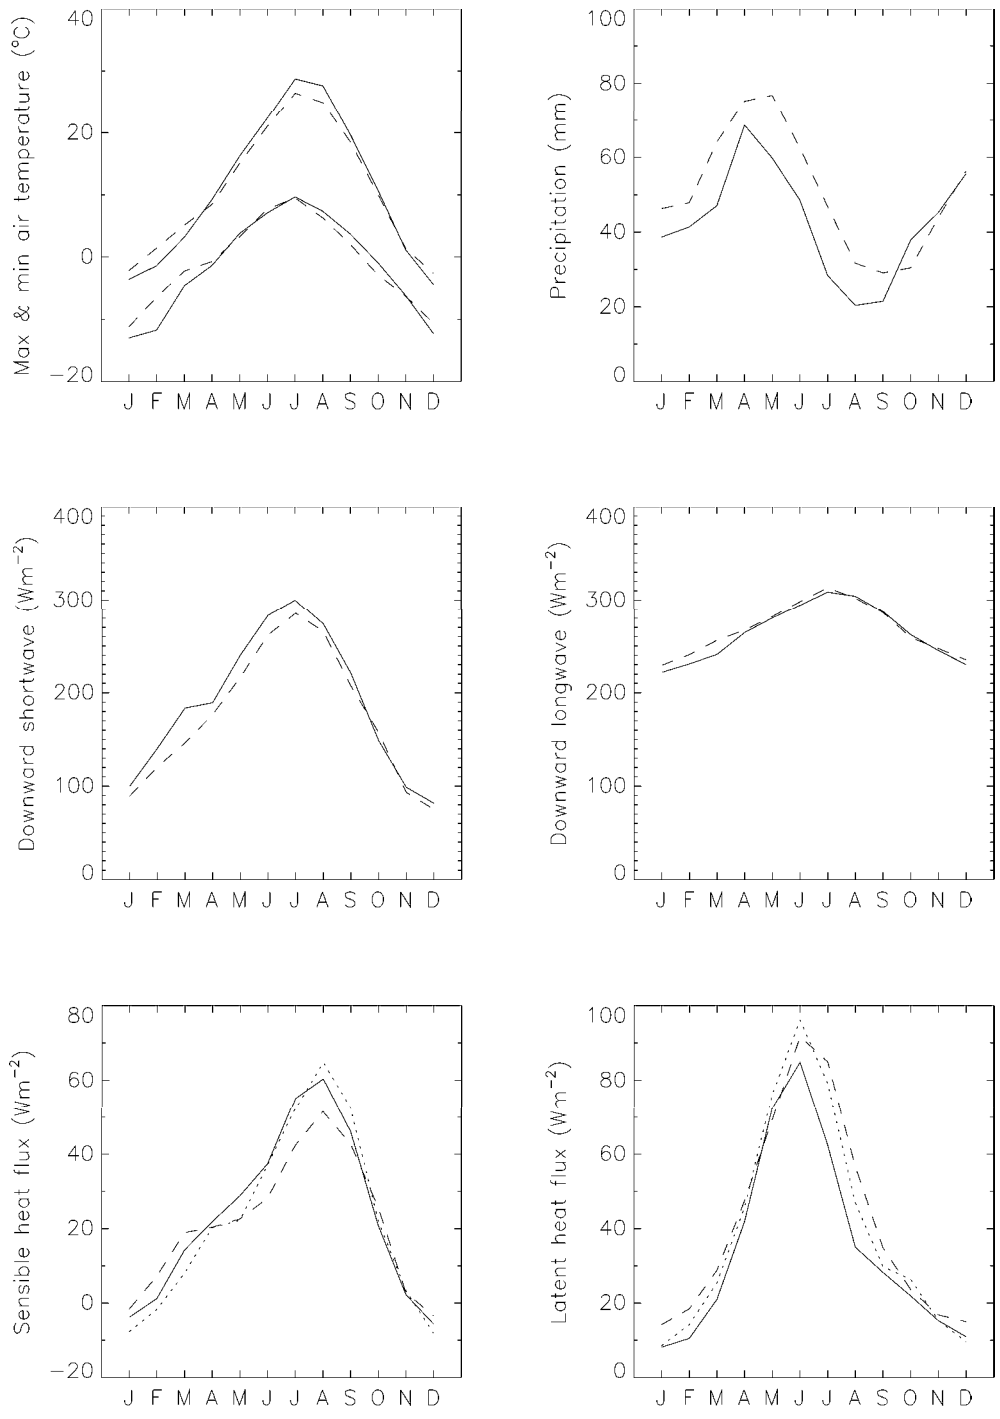 Max & min air temperature (°C)
40
20
0
−20
J F M A M J J A S O N D
Precipitation (mm)
100
80
60
40
20
0
J F M A M J J A S O N D
Downward shortwave (Wm⁻²)
400
300
200
100
0
J F M A M J J A S O N D
Downward longwave (Wm⁻²)
400
300
200
100
0
J F M A M J J A S O N D
Sensible heat flux (Wm⁻²)
80
60
40
20
0
−20
J F M A M J J A S O N D
Latent heat flux (Wm⁻²)
100
80
60
40
20
0
J F M A M J J A S O N D